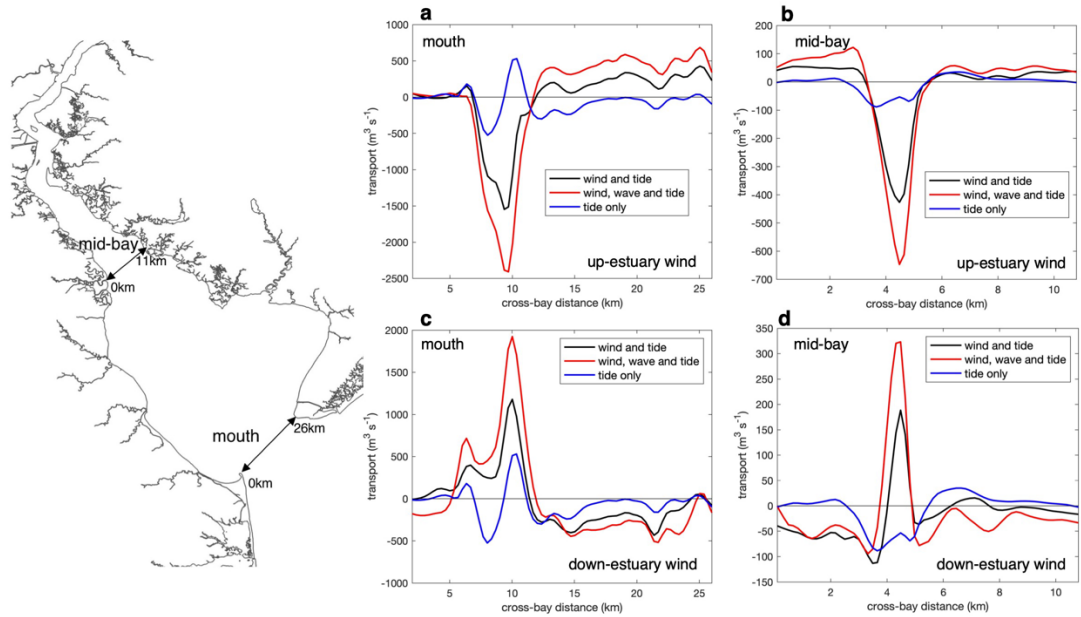 mid-bay
11km
0km
mouth
26km
0km
a
mouth
transport (m³ s⁻¹)
1000
500
0
-500
-1000
-1500
-2000
-2500
5
10
15
20
25
cross-bay distance (km)
wind and tide
wind, wave and tide
tide only
up-estuary wind
b
mid-bay
transport (m³ s⁻¹)
200
100
0
-100
-200
-300
-400
-500
-600
-700
0
2
4
6
8
10
cross-bay distance (km)
wind and tide
wind, wave and tide
tide only
up-estuary wind
c
mouth
transport (m³ s⁻¹)
2000
1500
1000
500
0
-500
-1000
5
10
15
20
25
cross-bay distance (km)
wind and tide
wind, wave and tide
tide only
down-estuary wind
d
mid-bay
transport (m³ s⁻¹)
350
300
250
200
150
100
50
0
-50
-100
-150
0
2
4
6
8
10
cross-bay distance (km)
wind and tide
wind, wave and tide
tide only
down-estuary wind